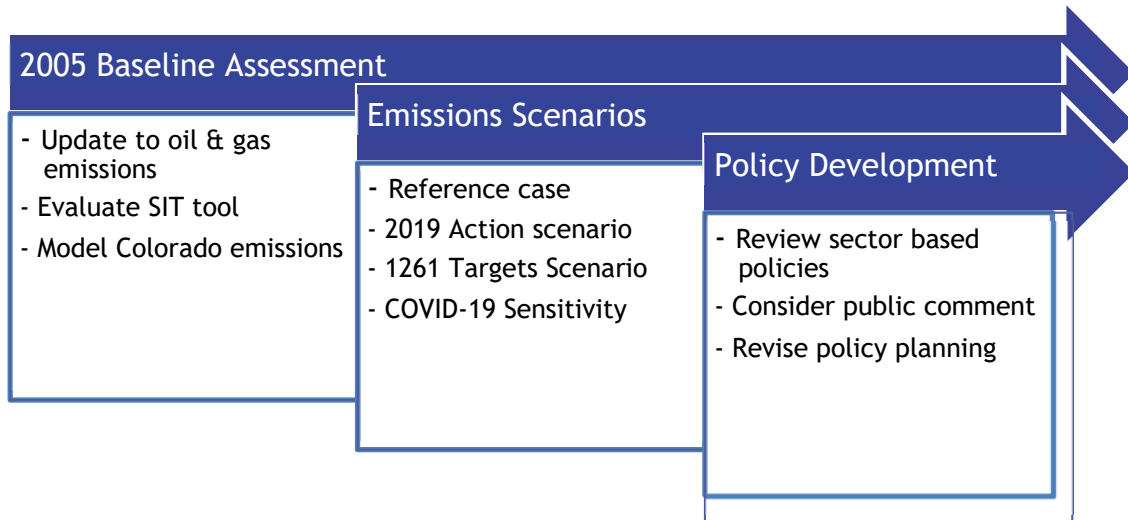 2005 Baseline Assessment
- Update to oil & gas
emissions
- Evaluate SIT tool
- Model Colorado emissions
Emissions Scenarios
- Reference case
- 2019 Action scenario
- 1261 Targets Scenario
- COVID-19 Sensitivity
Policy Development
- Review sector based
policies
- Consider public comment
- Revise policy planning